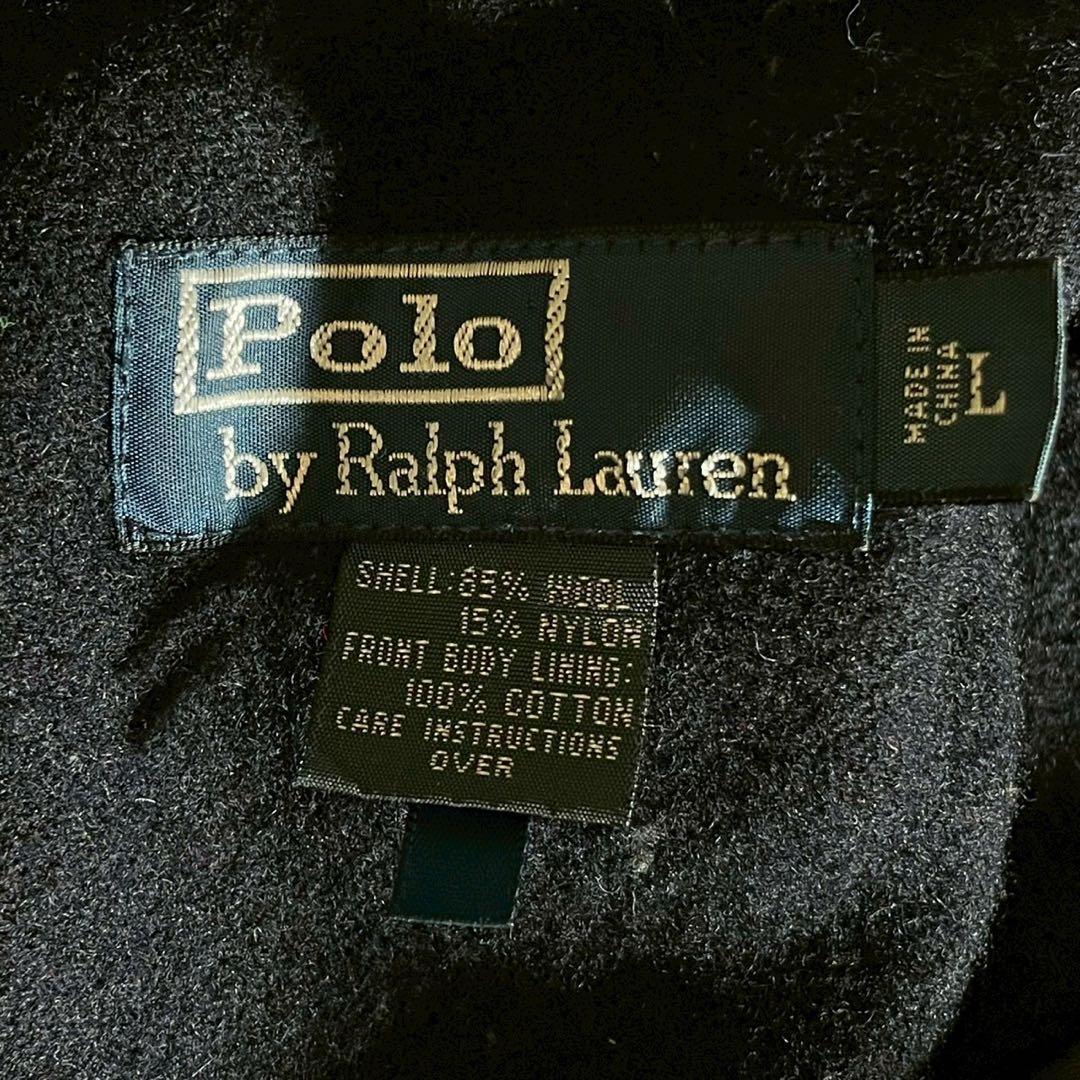 Polo
by Ralph Lauren
MADE IN
CHINA
L
SHELL: 85% WOOL
15% NYLON
FRONT BODY LINING:
100% COTTON
CARE INSTRUCTIONS
OVER